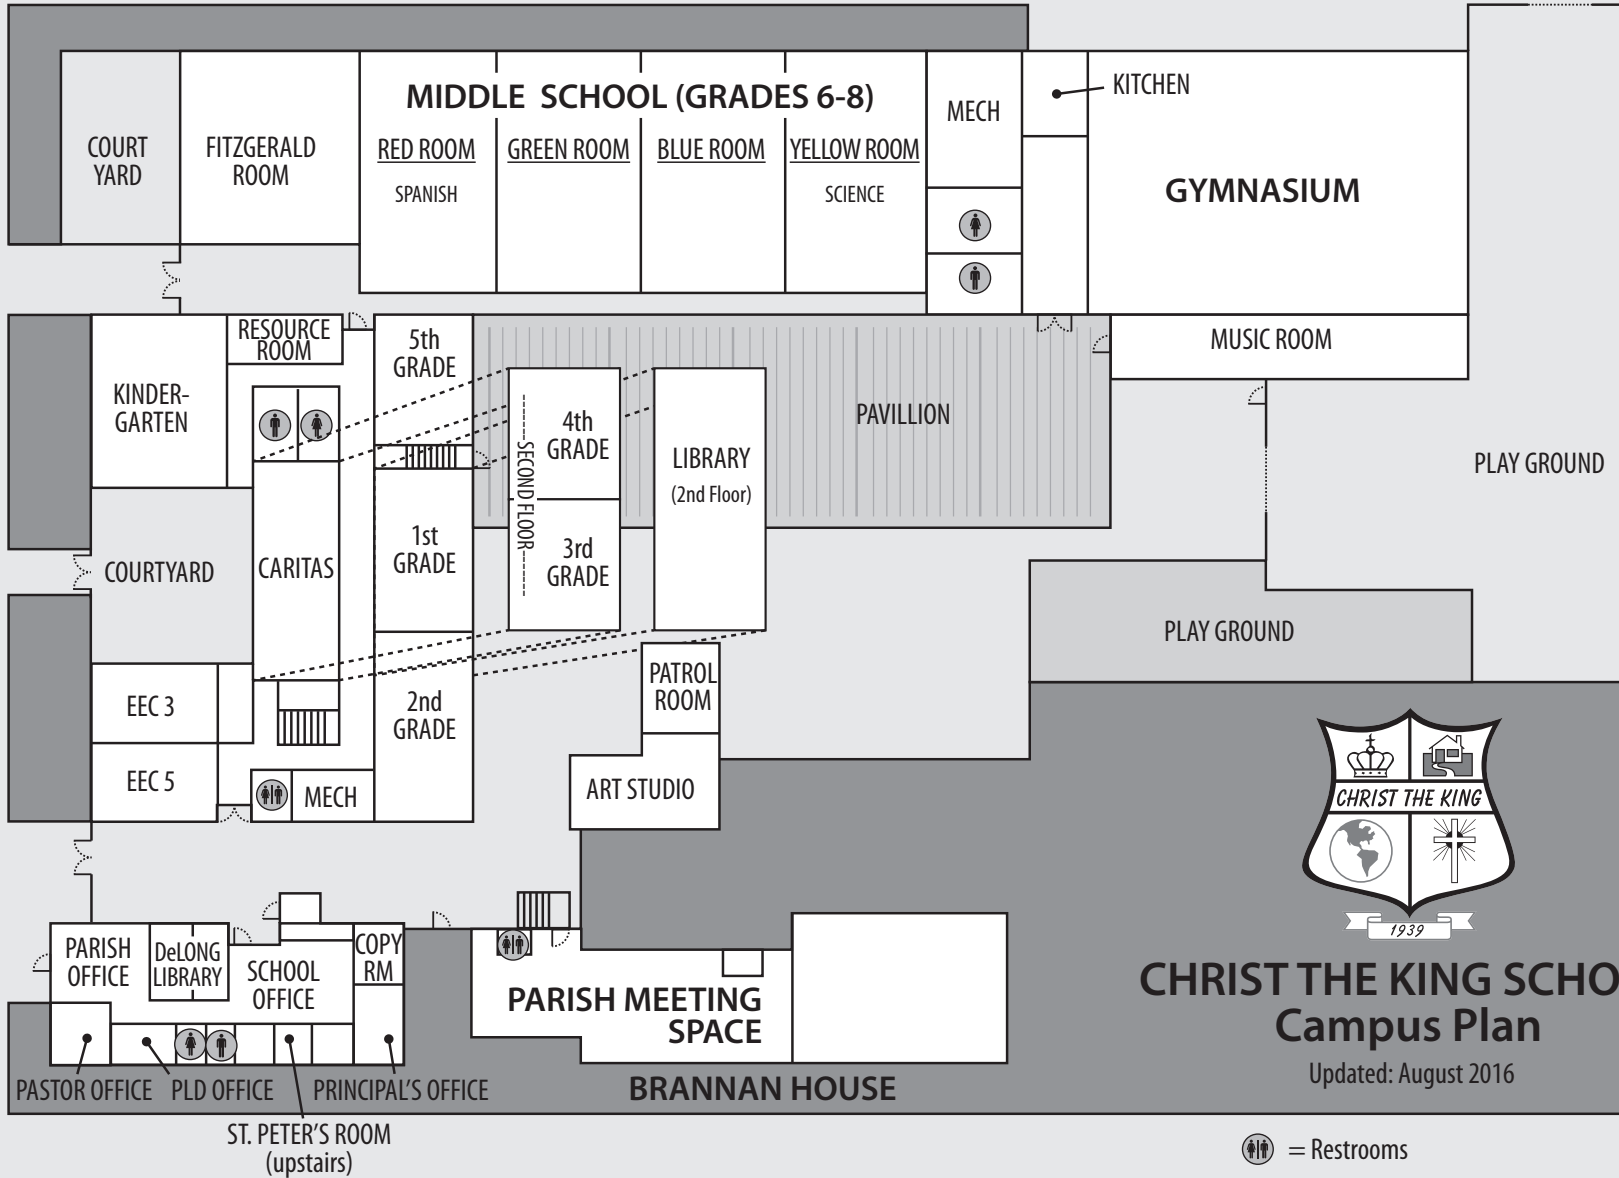 KITCHEN
MIDDLE SCHOOL (GRADES 6-8)
MECH
COURT
YARD
FITZGERALD
ROOM
RED ROOM
SPANISH
GREEN ROOM
BLUE ROOM
YELLOW ROOM
SCIENCE
GYMNASIUM
RESOURCE
ROOM
5th
GRADE
MUSIC ROOM
KINDER-
GARTEN
4th
GRADE
SECOND FLOOR
LIBRARY
(2nd Floor)
PAVILLION
PLAY GROUND
1st
GRADE
3rd
GRADE
COURTYARD
CARITAS
PLAY GROUND
EEC 3
2nd
GRADE
PATROL
ROOM
EEC 5
MECH
ART STUDIO
CHRIST THE KING
1939
PARISH
OFFICE
DeLONG
LIBRARY
SCHOOL
OFFICE
COPY
RM
PARISH MEETING
SPACE
CHRIST THE KING SCHO
Campus Plan
Updated: August 2016
PASTOR OFFICE
PLD OFFICE
PRINCIPAL'S OFFICE
BRANNAN HOUSE
ST. PETER'S ROOM
(upstairs)
= Restrooms